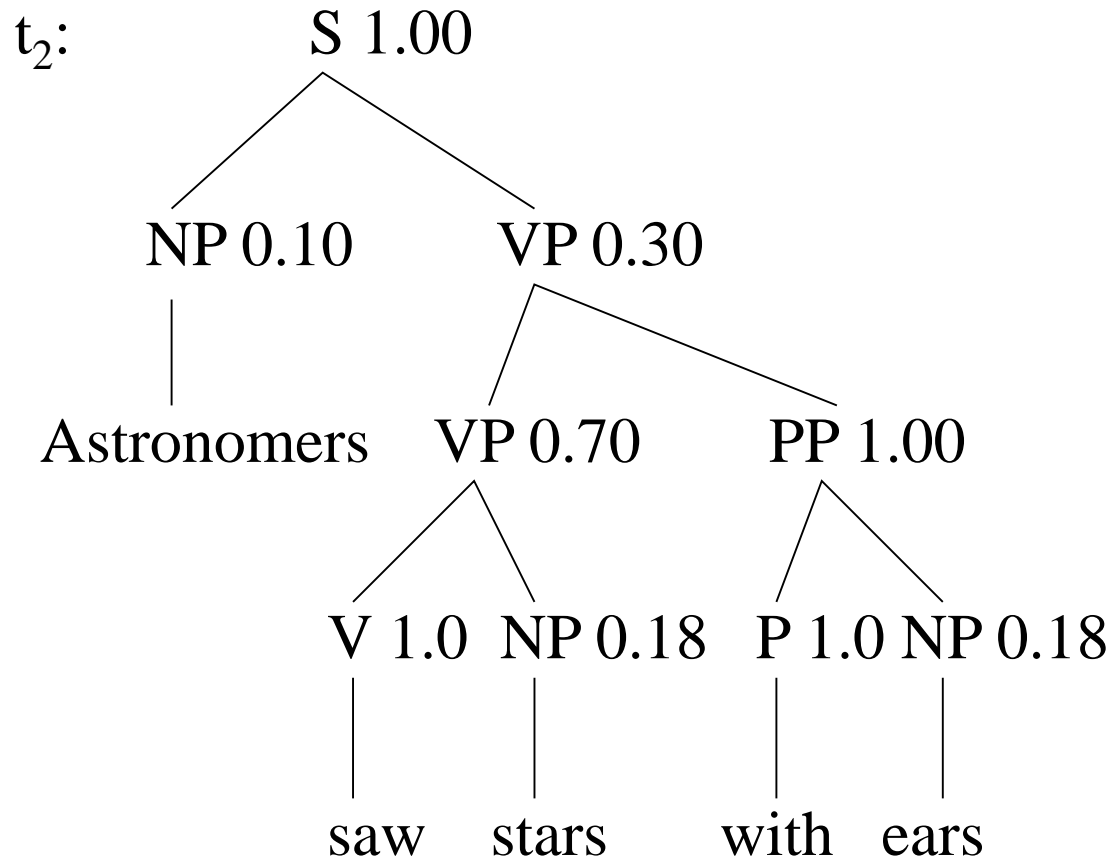 t₂: S 1.00
NP 0.10 VP 0.30
Astronomers VP 0.70 PP 1.00
V 1.0 NP 0.18 P 1.0 NP 0.18
saw stars with ears